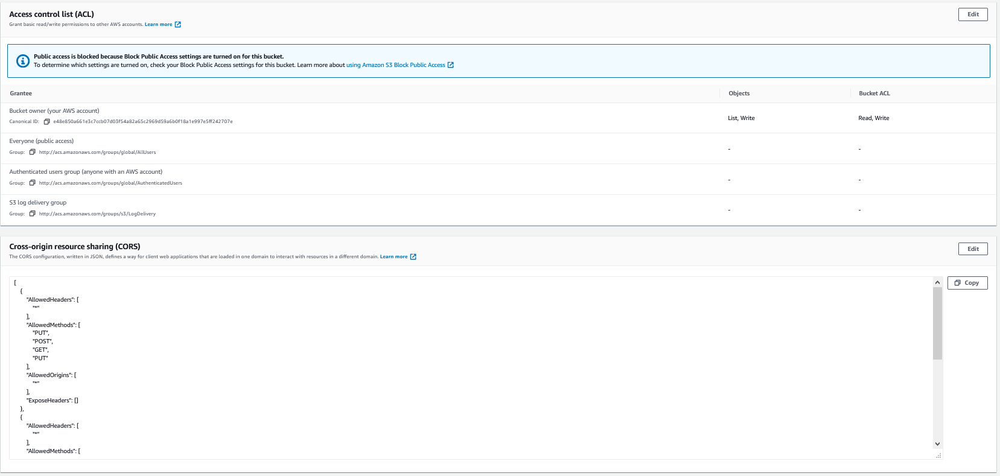 Access control list (ACL)
Edit
Grant basic read/write permissions to other AWS accounts. Learn more
Public access is blocked because Block Public Access settings are turned on for this bucket.
To determine which settings are turned on, check your Block Public Access settings for this bucket. Learn more about using Amazon S3 Block Public Access
Grantee Objects Bucket ACL
Bucket owner (your AWS account)
Canonical ID: e48e850a661e3c7ccb07d03f54a82a65c2969d59a6b0f18a1e997e5ff242707e
List, Write Read, Write
Everyone (public access)
Group: http://acs.amazonaws.com/groups/global/AllUsers
- -
Authenticated users group (anyone with an AWS account)
Group: http://acs.amazonaws.com/groups/global/AuthenticatedUsers
- -
S3 log delivery group
Group: http://acs.amazonaws.com/groups/s3/LogDelivery
- -
Cross-origin resource sharing (CORS)
Edit
The CORS configuration, written in JSON, defines a way for client web applications that are loaded in one domain to interact with resources in a different domain. Learn more
Copy
[
{
"AllowedHeaders": [
"*"
],
"AllowedMethods": [
"PUT",
"POST",
"GET",
"PUT"
],
"AllowedOrigins": [
"*"
],
"ExposeHeaders": []
},
{
"AllowedHeaders": [
"*"
],
"AllowedMethods": [